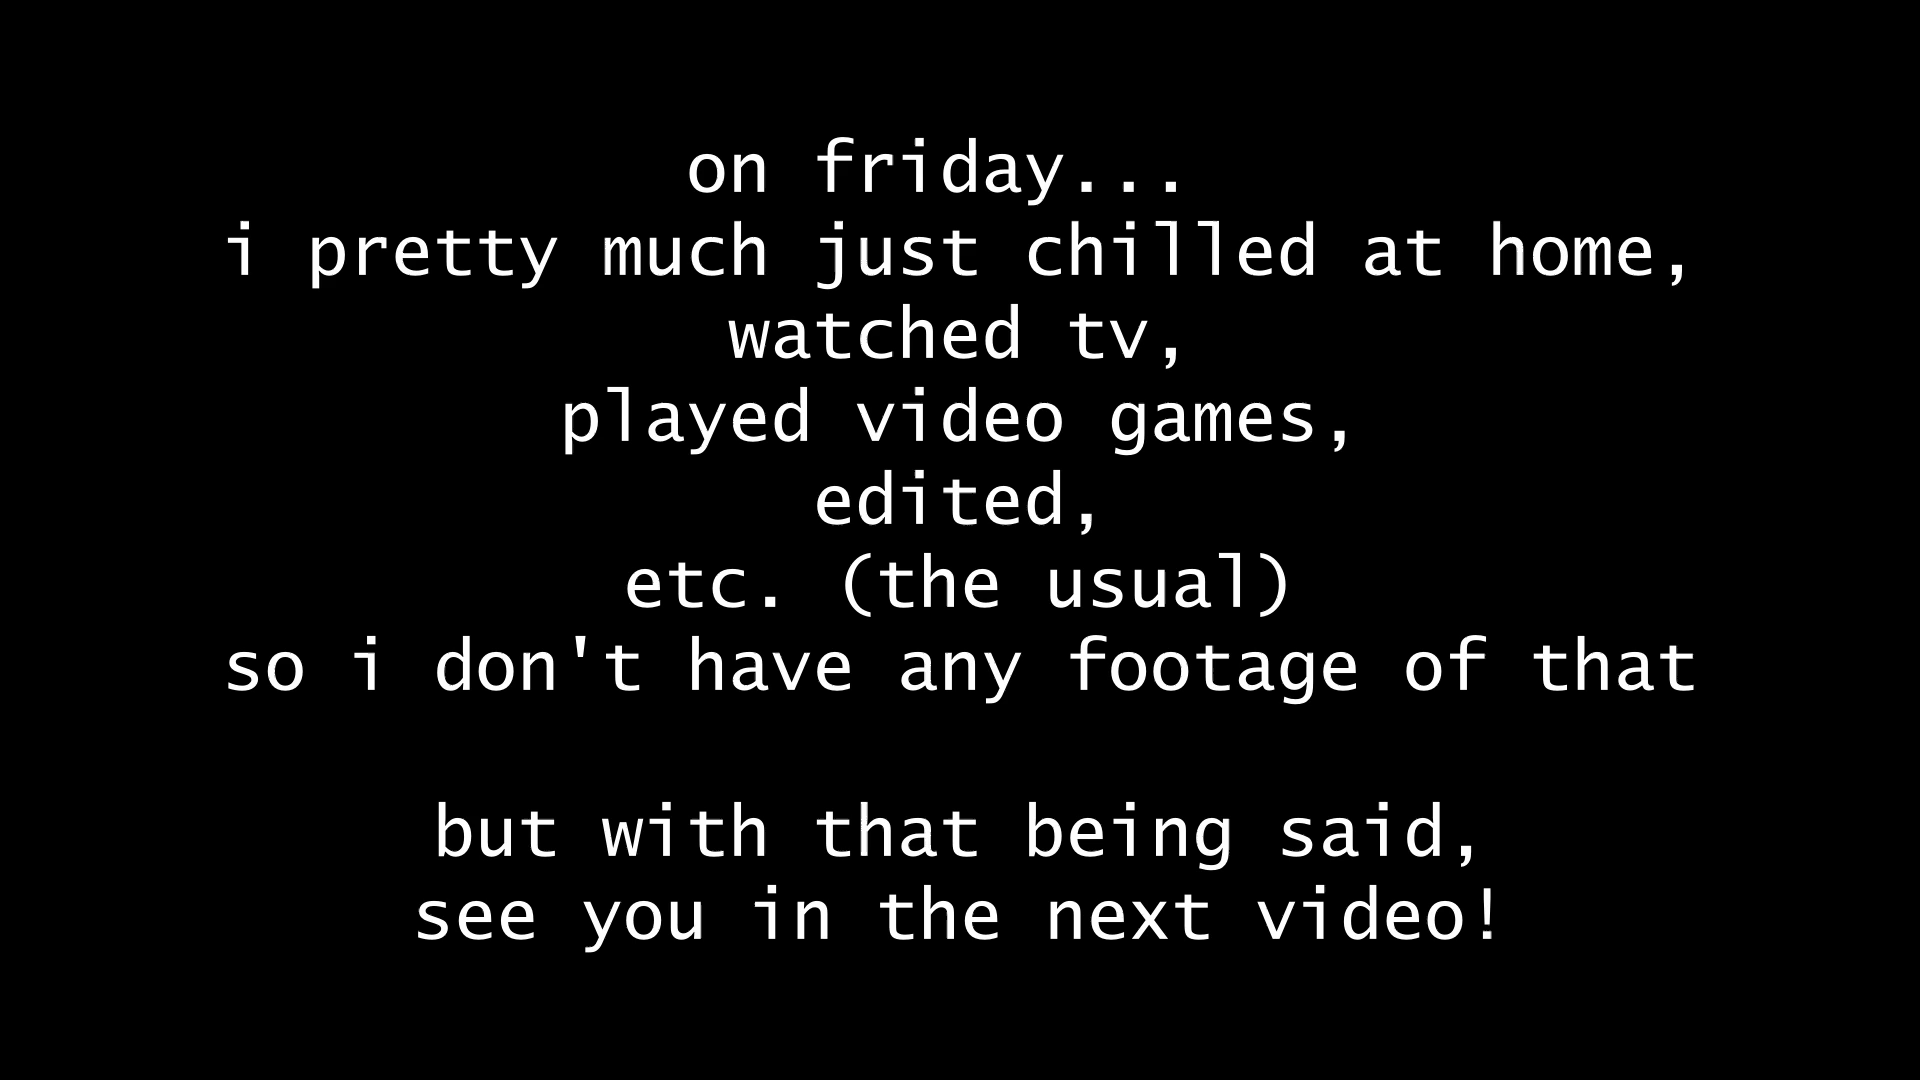 on friday...
i pretty much just chilled at home,
watched tv,
played video games,
edited,
etc. (the usual)
so i don't have any footage of that
but with that being said,
see you in the next video!